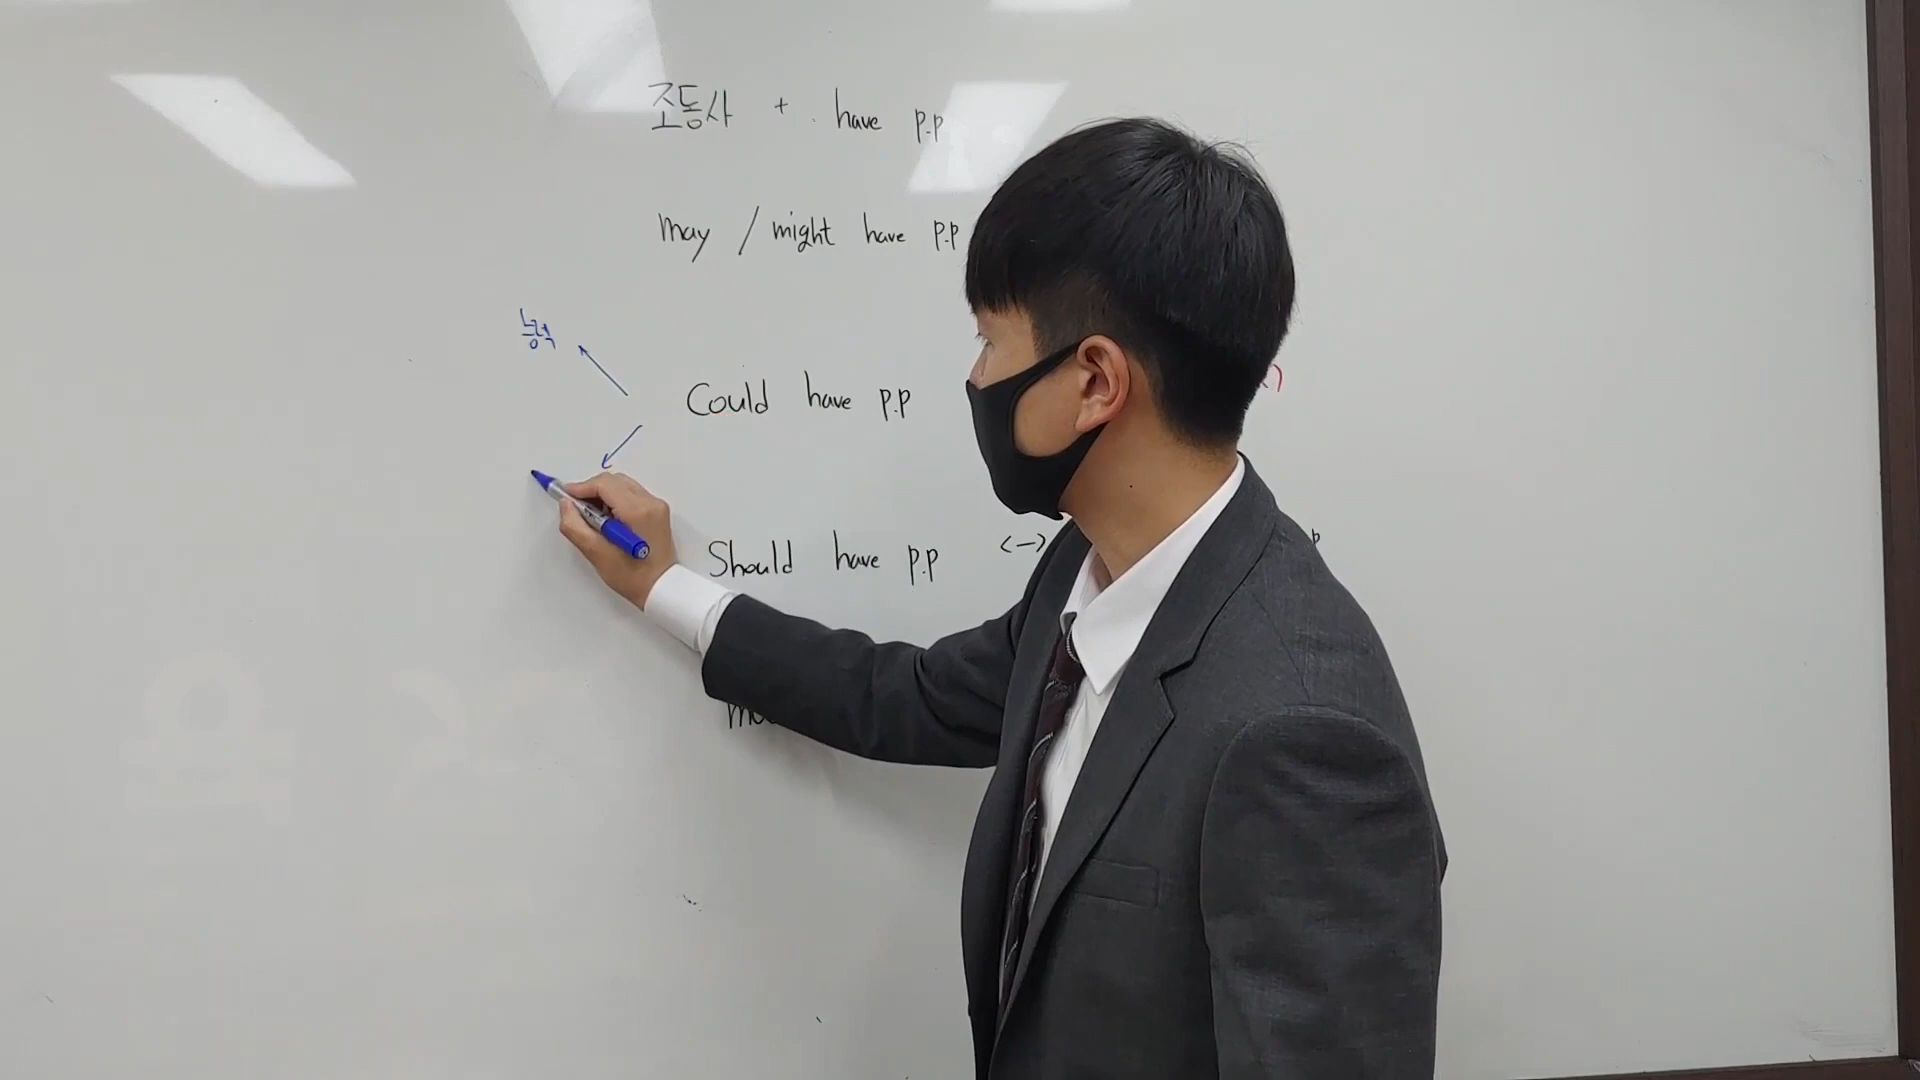 조동사 + have p.p
may / might have p.p
능력
Could have p.p
Should have p.p <->